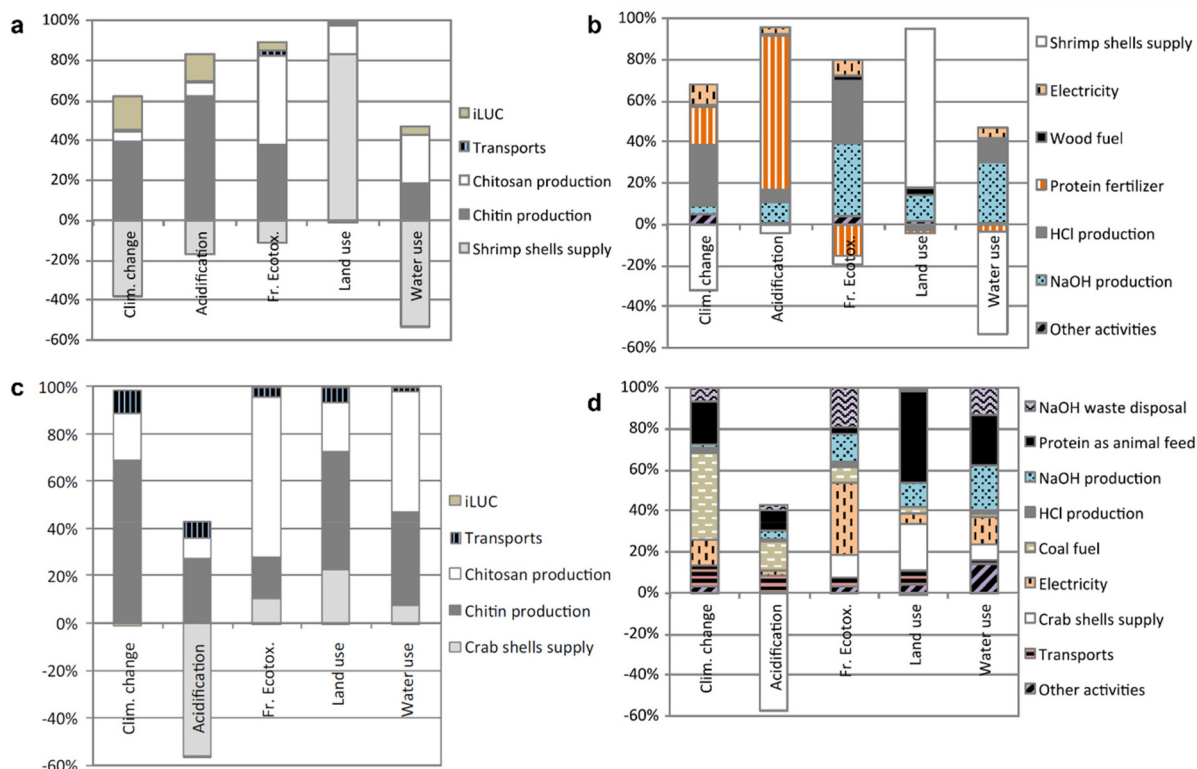 a
100%
80%
60%
40%
20%
0%
-20%
-40%
-60%
Clim. change
Acidification
Fr. Ecotox.
Land use
Water use
iLUC
Transports
Chitosan production
Chitin production
Shrimp shells supply
b
100%
80%
60%
40%
20%
0%
-20%
-40%
-60%
Clim. change
Acidification
Fr. Ecotox.
Land use
Water use
Shrimp shells supply
Electricity
Wood fuel
Protein fertilizer
HCl production
NaOH production
Other activities
c
100%
80%
60%
40%
20%
0%
-20%
-40%
-60%
Clim. change
Acidification
Fr. Ecotox.
Land use
Water use
iLUC
Transports
Chitosan production
Chitin production
Crab shells supply
d
100%
80%
60%
40%
20%
0%
-20%
-40%
-60%
Clim. change
Acidification
Fr. Ecotox.
Land use
Water use
NaOH waste disposal
Protein as animal feed
NaOH production
HCl production
Coal fuel
Electricity
Crab shells supply
Transports
Other activities